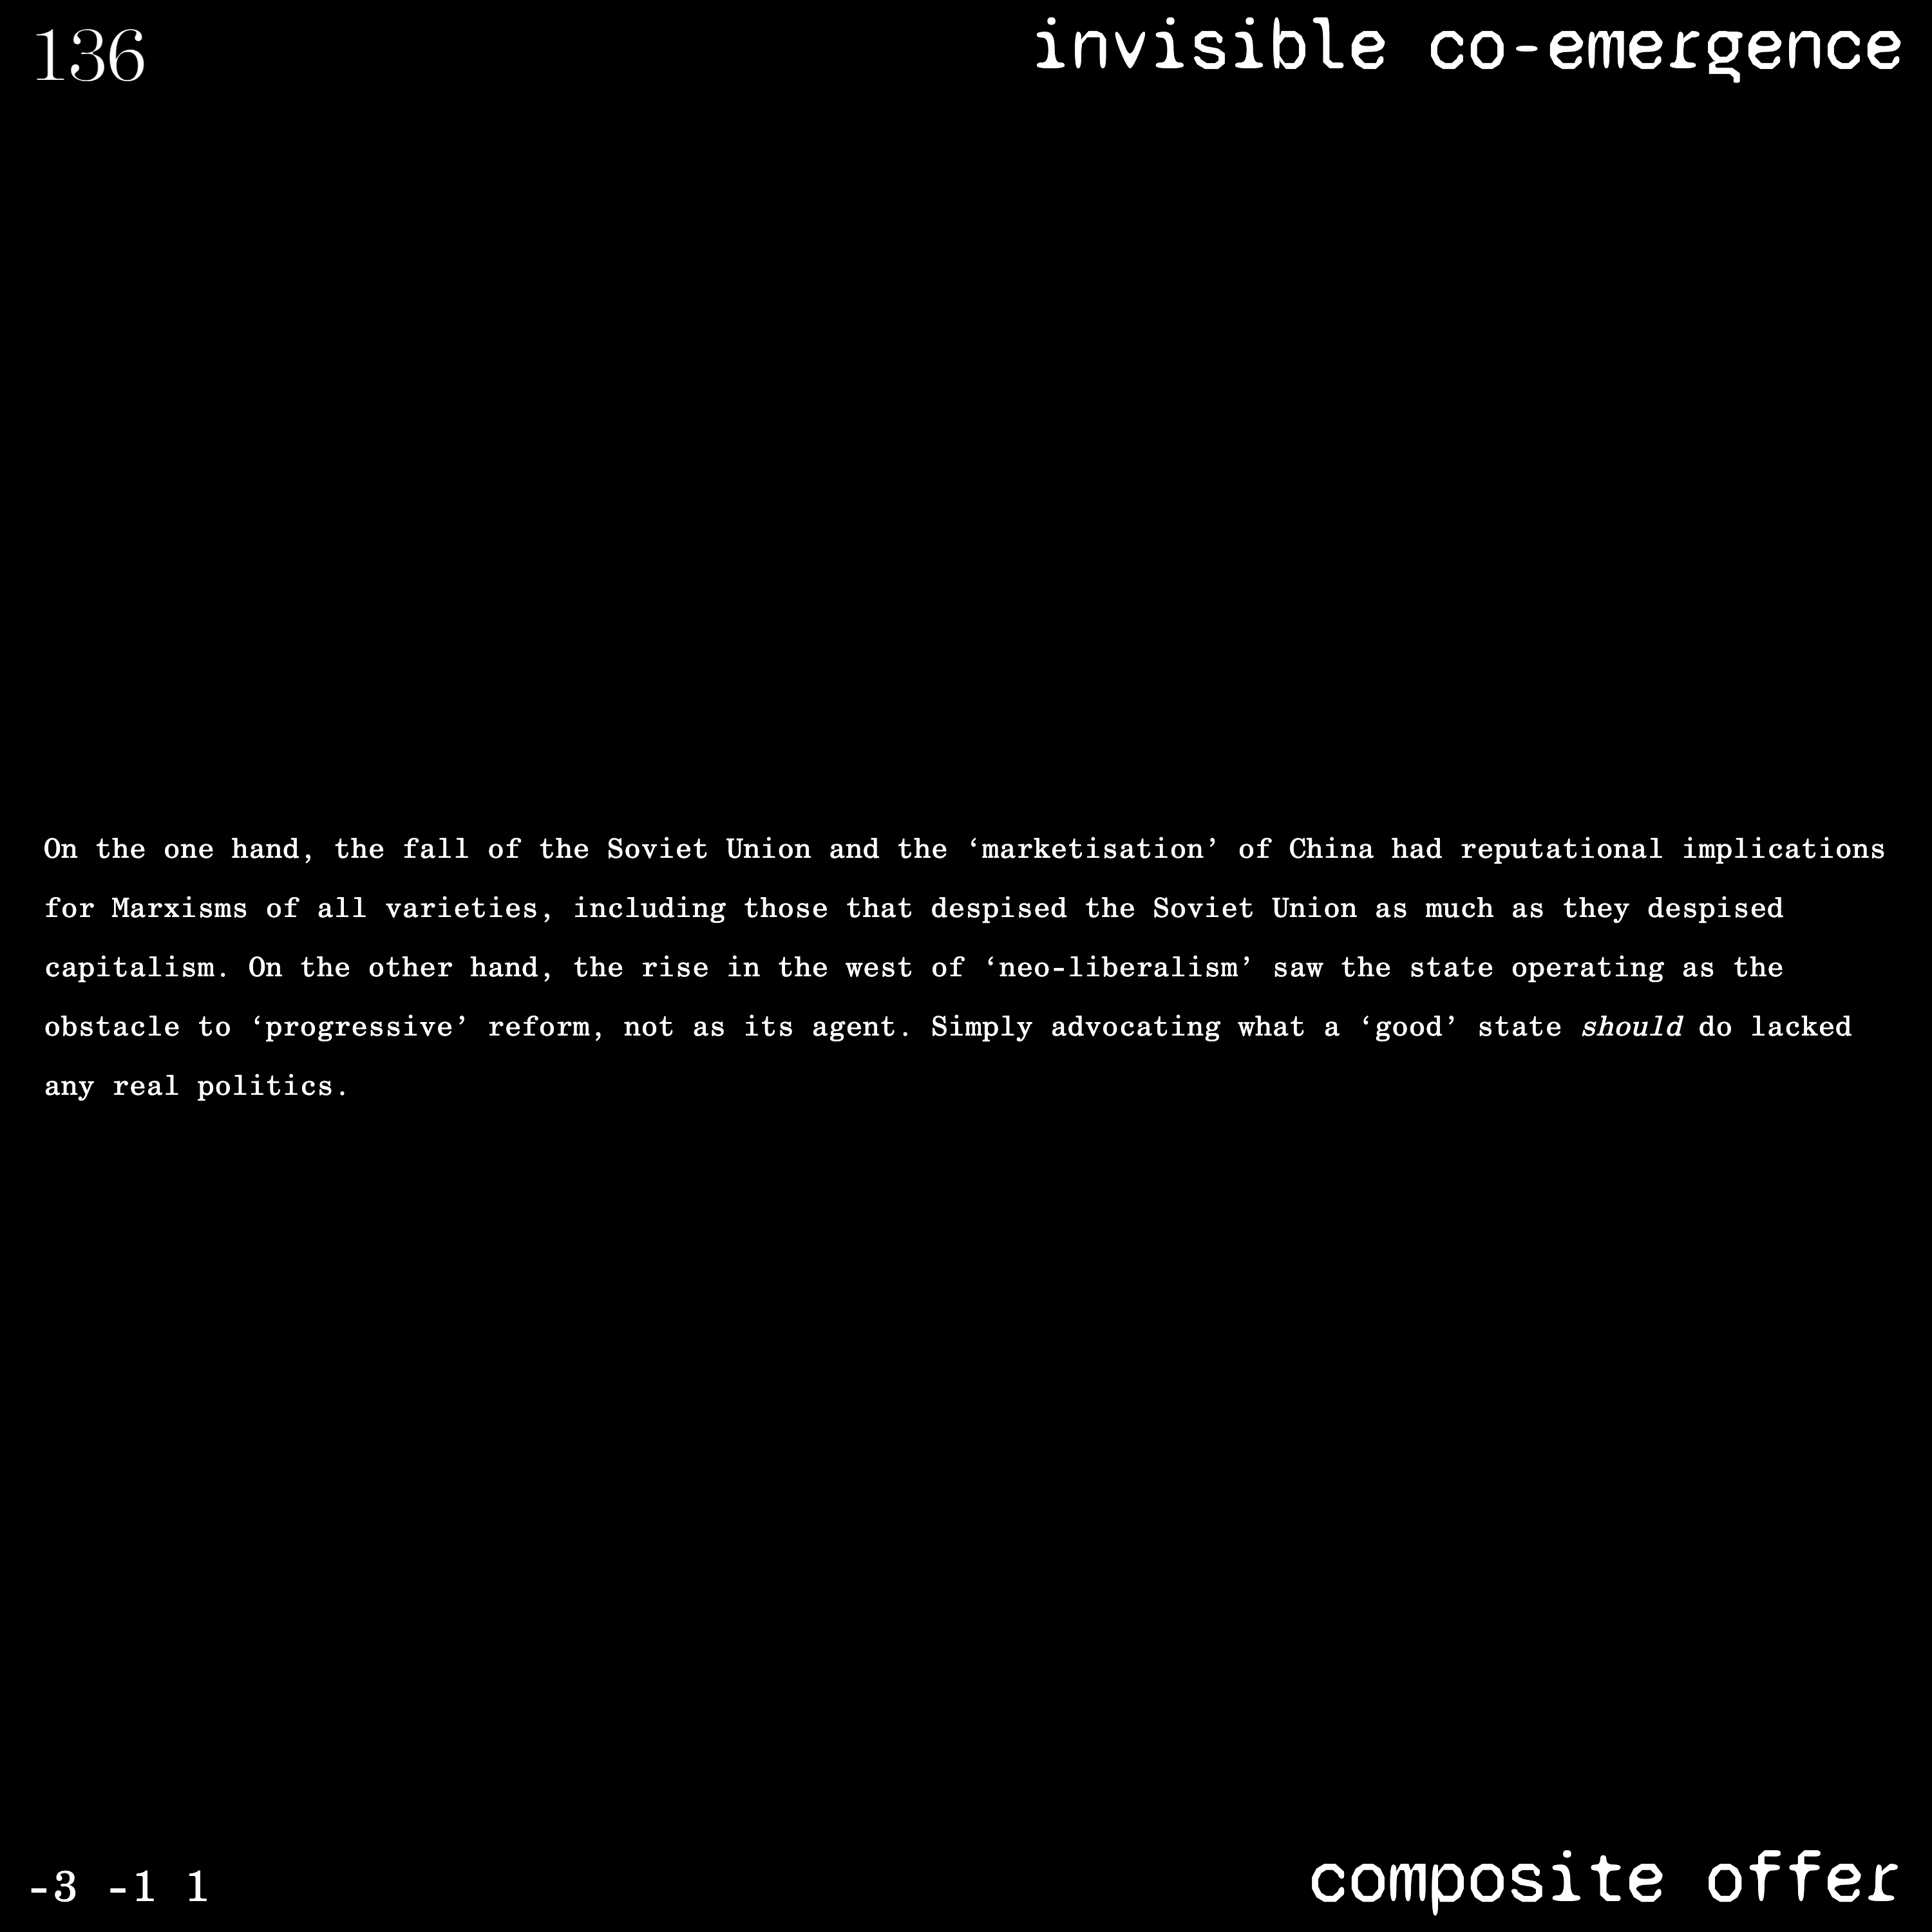 136
invisible co-emergence
On the one hand, the fall of the Soviet Union and the ‘marketisation’ of China had reputational implications
for Marxisms of all varieties, including those that despised the Soviet Union as much as they despised
capitalism. On the other hand, the rise in the west of ‘neo-liberalism’ saw the state operating as the
obstacle to ‘progressive’ reform, not as its agent. Simply advocating what a ‘good’ state should do lacked
any real politics.
-3 -1 1
composite offer